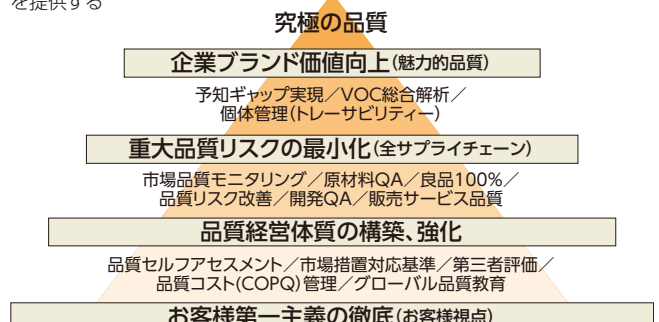 を提供する
究極の品質
企業ブランド価値向上(魅力的品質)
予知ギャップ実現／VOC総合解析／
個体管理(トレーサビリティー)
重大品質リスクの最小化(全サプライチェーン)
市場品質モニタリング／原材料QA／良品100%／
品質リスク改善／開発QA／販売サービス品質
品質経営体質の構築、強化
品質セルフアセスメント／市場措置対応基準／第三者評価／
品質コスト(COPQ)管理／グローバル品質教育
お客様第一主義の徹底(お客様視点)